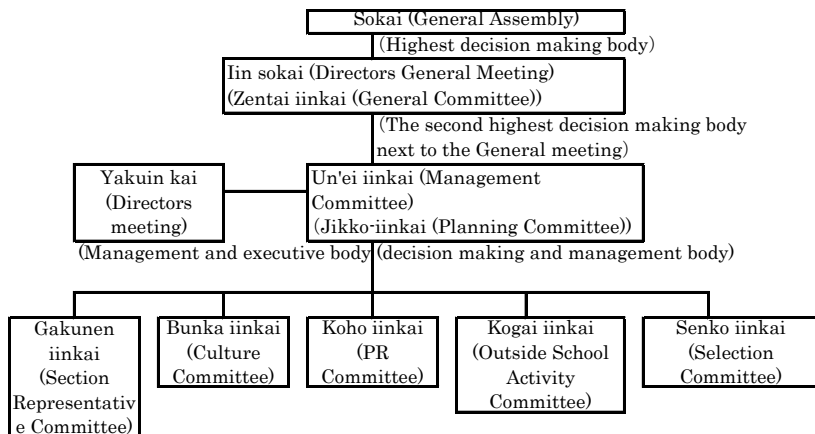 Sokai (General Assembly)
(Highest decision making body)
Iin sokai (Directors General Meeting)
(Zentai iinkai (General Committee))
(The second highest decision making body
next to the General meeting)
Yakuin kai
(Directors
meeting)
Un'ei iinkai (Management
Committee)
(Jikko-iinkai (Planning Committee))
(Management and executive body
(decision making and management body)
Gakunen
iinkai
(Section
Representativ
e Committee)
Bunka iinkai
(Culture
Committee)
Koho iinkai
(PR
Committee)
Kogai iinkai
(Outside School
Activity
Committee)
Senko iinkai
(Selection
Committee)